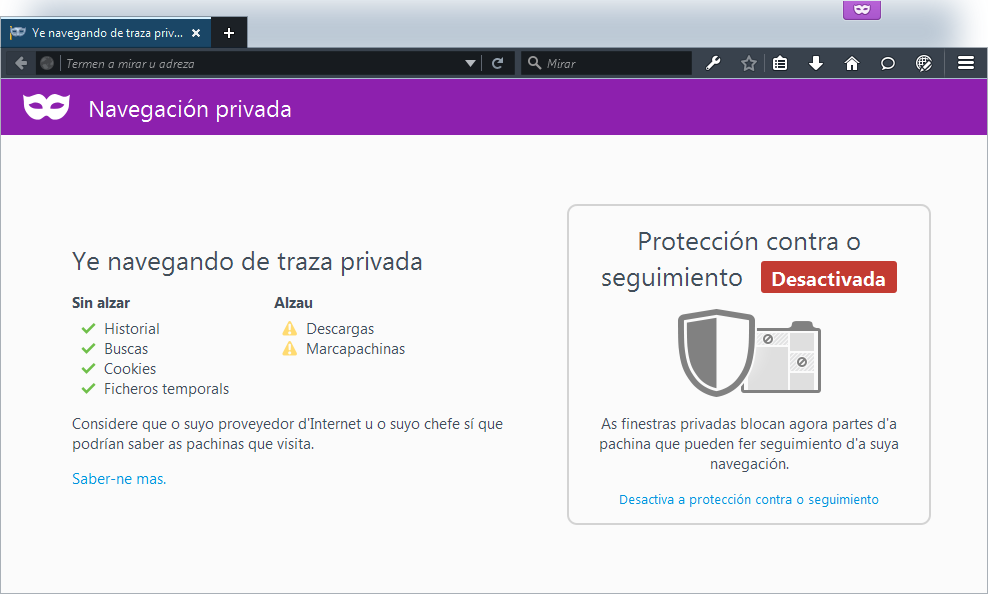 Ye navegando de traza priv...
Termen a mirar u adreza
Mirar
Navegación privada
Ye navegando de traza privada
Sin alzar
Historial
Buscas
Cookies
Ficheros temporals
Alzau
Descargas
Marcapachinas
Considere que o suyo proveyedor d'Internet u o suyo chefe sí que
podrían saber as pachinas que visita.
Saber-ne mas.
Protección contra o
seguimiento Desactivada
As finestras privadas blocan agora partes d'a
pachina que pueden fer seguimiento d'a suya
navegación.
Desactiva a protección contra o seguimiento